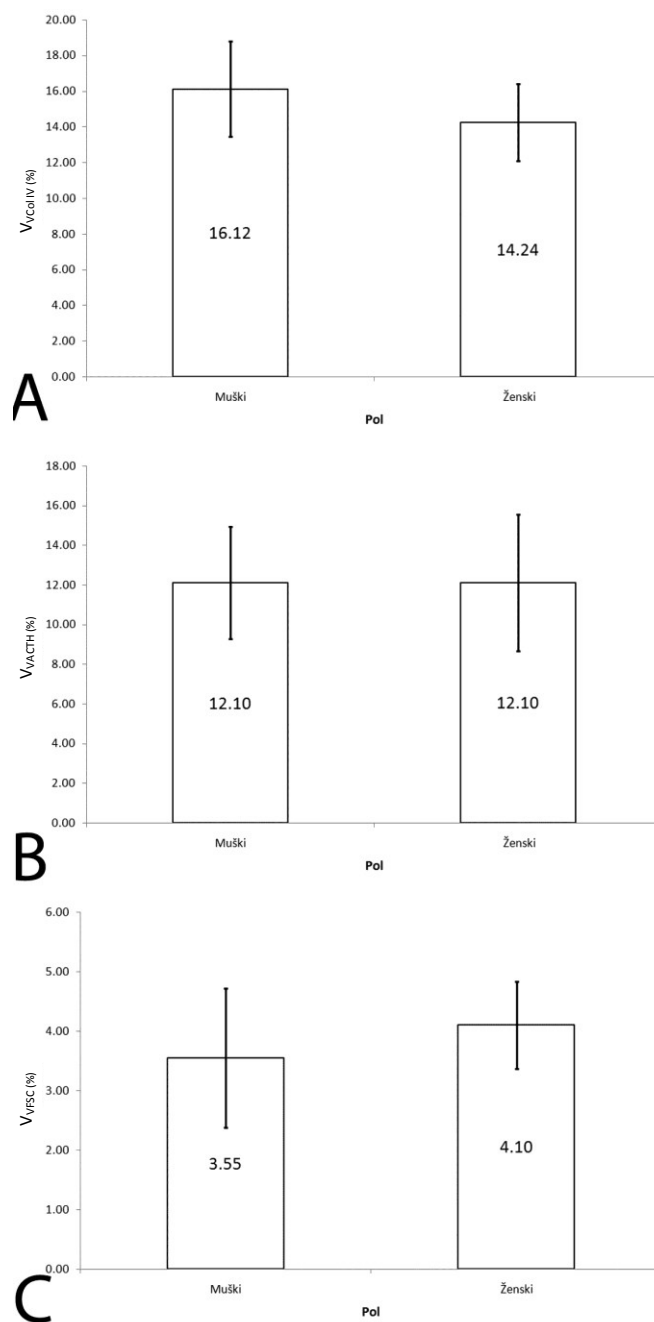 20.00
18.00
16.00
14.00
12.00
10.00
8.00
6.00
4.00
2.00
0.00
VVCol IV (%)
16.12
14.24
Muški
Ženski
Pol
A
18.00
16.00
14.00
12.00
10.00
8.00
6.00
4.00
2.00
0.00
VVACTH (%)
12.10
12.10
Muški
Ženski
Pol
B
6.00
5.00
4.00
3.00
2.00
1.00
0.00
VVFSC (%)
3.55
4.10
Muški
Ženski
Pol
C